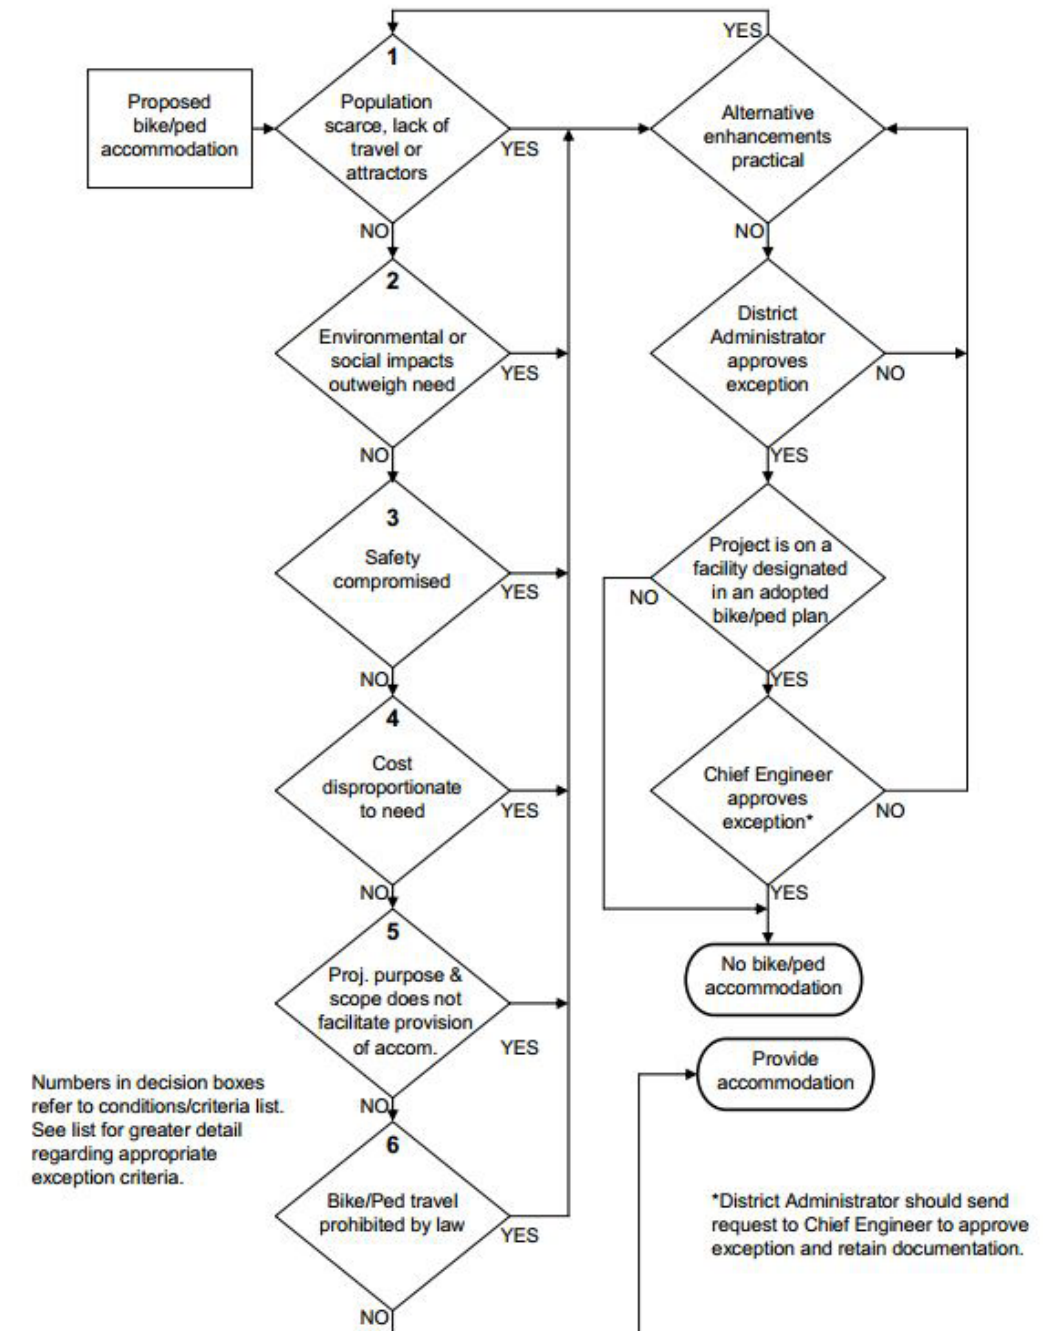 Proposed
bike/ped
accommodation
1
Population
scarce, lack of
travel or
attractors
YES
NO
2
Environmental or
social impacts
outweigh need
YES
NO
3
Safety
compromised
YES
NO
4
Cost
disproportionate
to need
YES
NO
5
Proj. purpose &
scope does not
facilitate provision
of accom.
YES
NO
6
Bike/Ped travel
prohibited by law
YES
NO
YES
Alternative
enhancements
practical
NO
District
Administrator
approves
exception
NO
YES
Project is on a
facility designated
in an adopted
bike/ped plan
NO
YES
Chief Engineer
approves
exception*
NO
YES
No bike/ped
accommodation
Provide
accommodation
Numbers in decision boxes
refer to conditions/criteria list.
See list for greater detail
regarding appropriate
exception criteria.
*District Administrator should send
request to Chief Engineer to approve
exception and retain documentation.